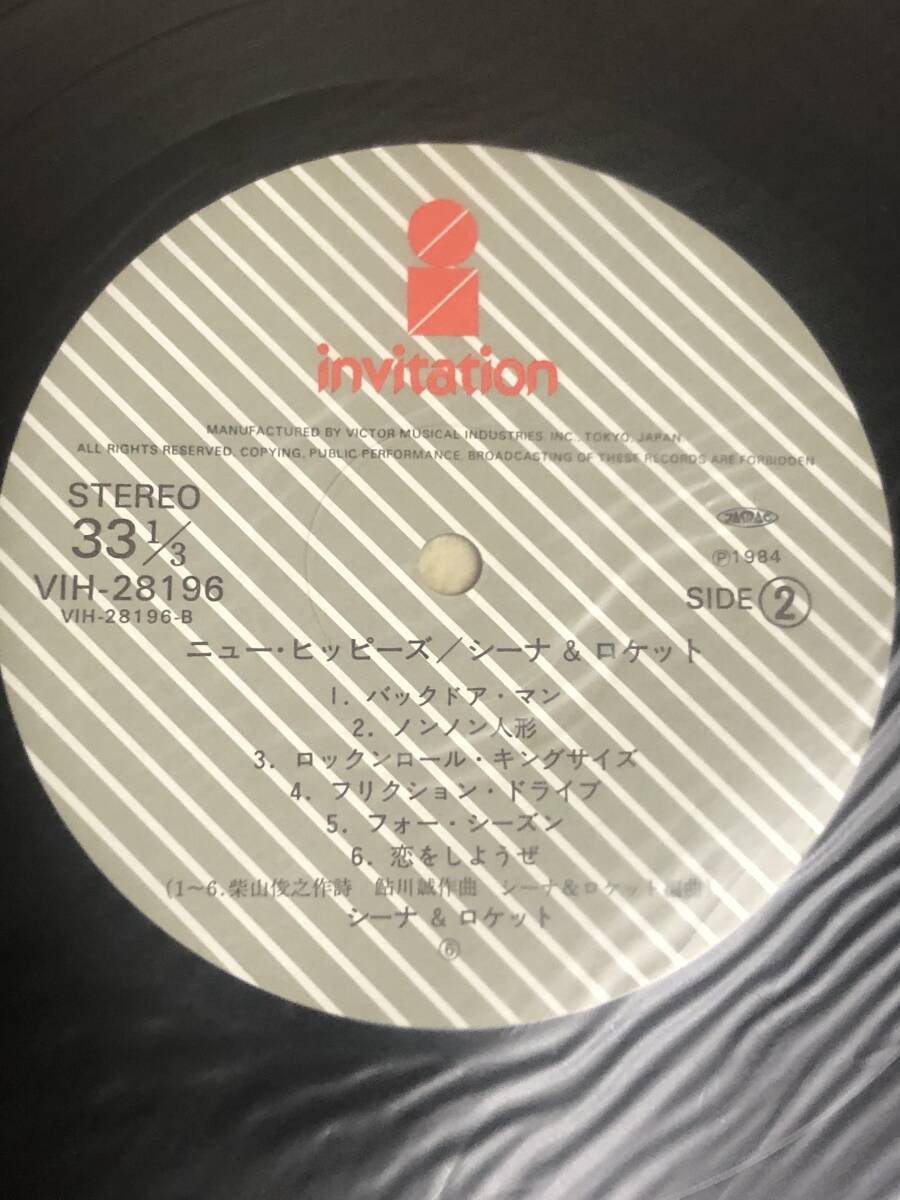 invitation
MANUFACTURED BY VICTOR MUSICAL INDUSTRIES, INC., TOKYO, JAPAN.
ALL RIGHTS RESERVED. COPYING, PUBLIC PERFORMANCE, BROADCASTING OF THESE RECORDS ARE FORBIDDEN
STEREO
33 1/3
JASRAC
VIH-28196
VIH-28196-B
Ⓟ1984
SIDE ②
ニュー・ヒッピーズ/シーナ & ロケット
1. バックドア・マン
2. ノンノン人形
3. ロックンロール・キングサイズ
4. フリクション・ドライブ
5. フォー・シーズン
6. 恋をしようぜ
(1~6.柴山俊之作詩 鮎川誠作曲 シーナ&ロケット編曲)
シーナ & ロケット
⑥